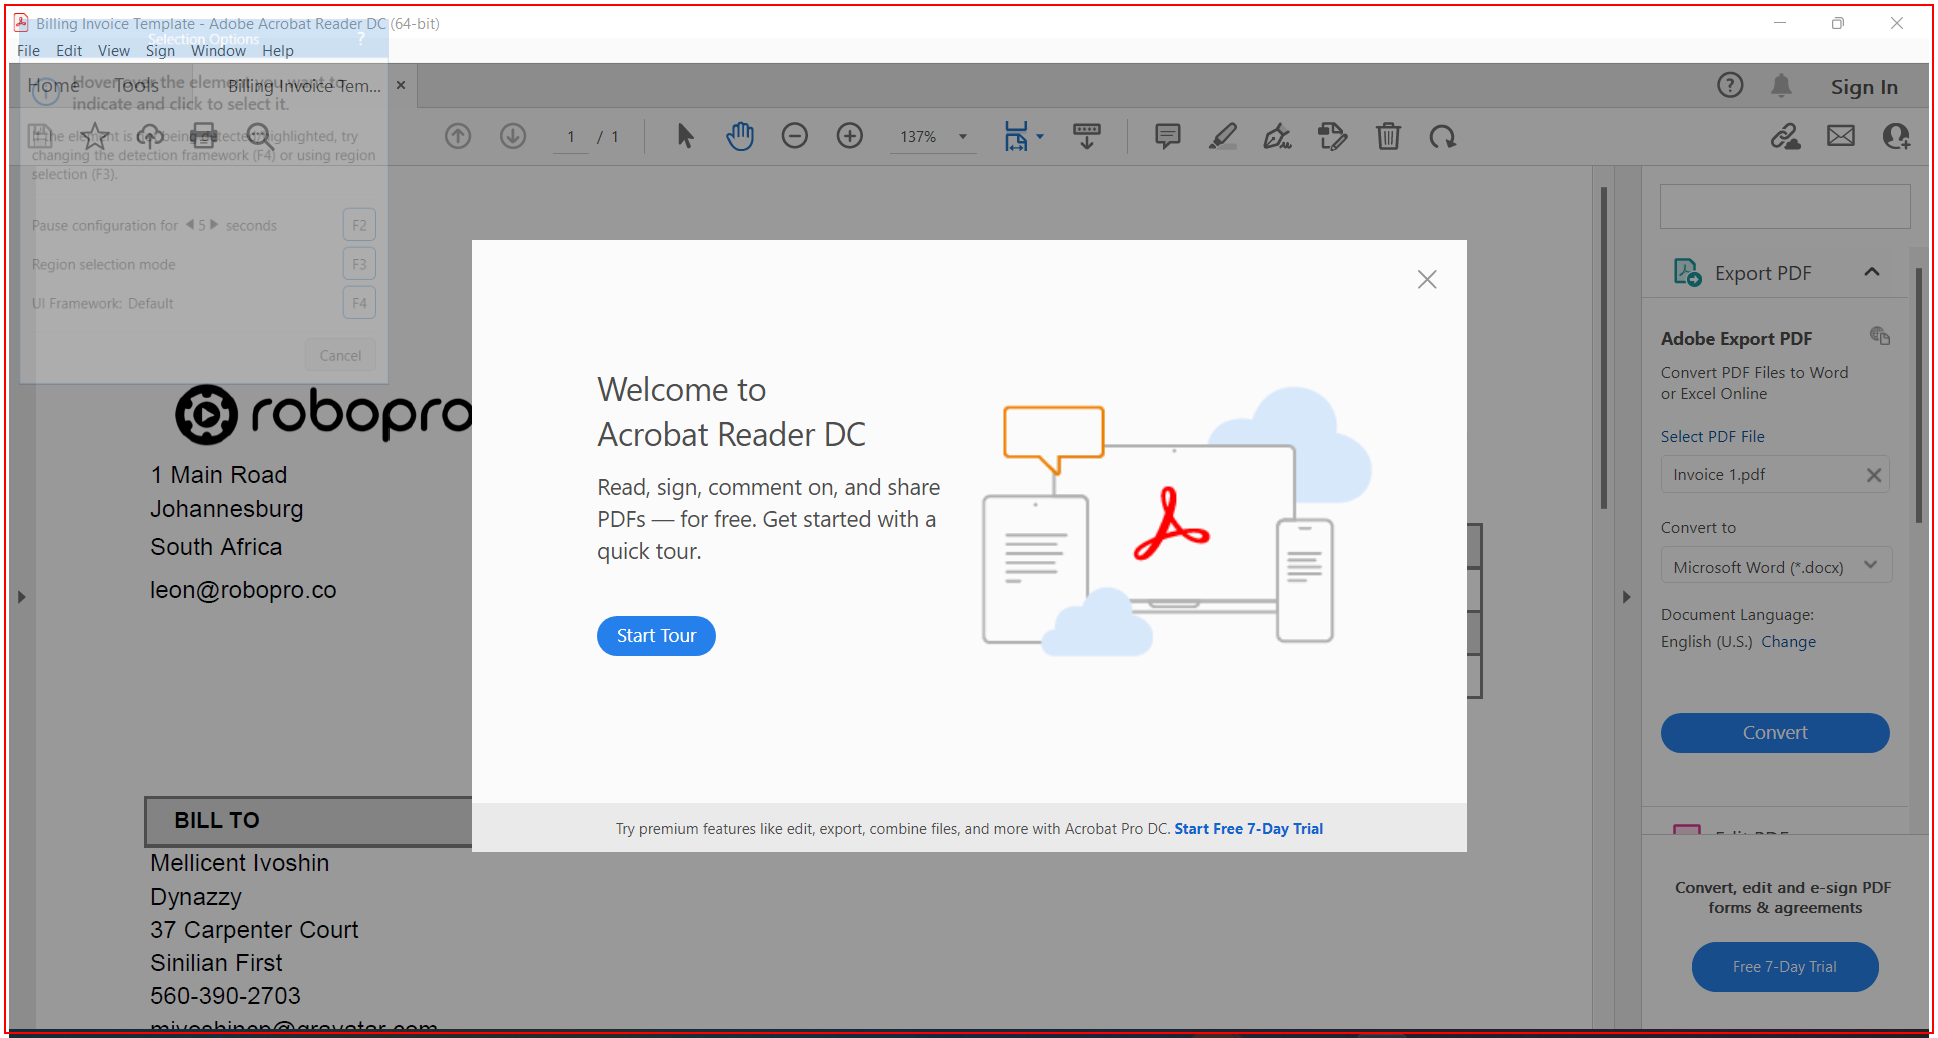 Billing Invoice Template - Adobe Acrobat Reader DC (64-bit)
Selection Options ?
File Edit View Sign Window Help
Home Tools Billing Invoice Tem... ×
Sign In
Hover over the element you want to
indicate and click to select it.
If the element is not being detected/highlighted, try
changing the detection framework (F4) or using region
selection (F3).
1 / 1
137%
Pause configuration for 5 seconds F2
Region selection mode F3
UI Framework: Default F4
Cancel
robopro
1 Main Road
Johannesburg
South Africa
leon@robopro.co
BILL TO
Mellicent Ivoshin
Dynazzy
37 Carpenter Court
Sinilian First
560-390-2703
mivoshincp@gravatar.com
Welcome to
Acrobat Reader DC
Read, sign, comment on, and share
PDFs — for free. Get started with a
quick tour.
Start Tour
Try premium features like edit, export, combine files, and more with Acrobat Pro DC. Start Free 7-Day Trial
Export PDF
Adobe Export PDF
Convert PDF Files to Word
or Excel Online
Select PDF File
Invoice 1.pdf
Convert to
Microsoft Word (*.docx)
Document Language:
English (U.S.) Change
Convert
Edit PDF
Convert, edit and e-sign PDF
forms & agreements
Free 7-Day Trial